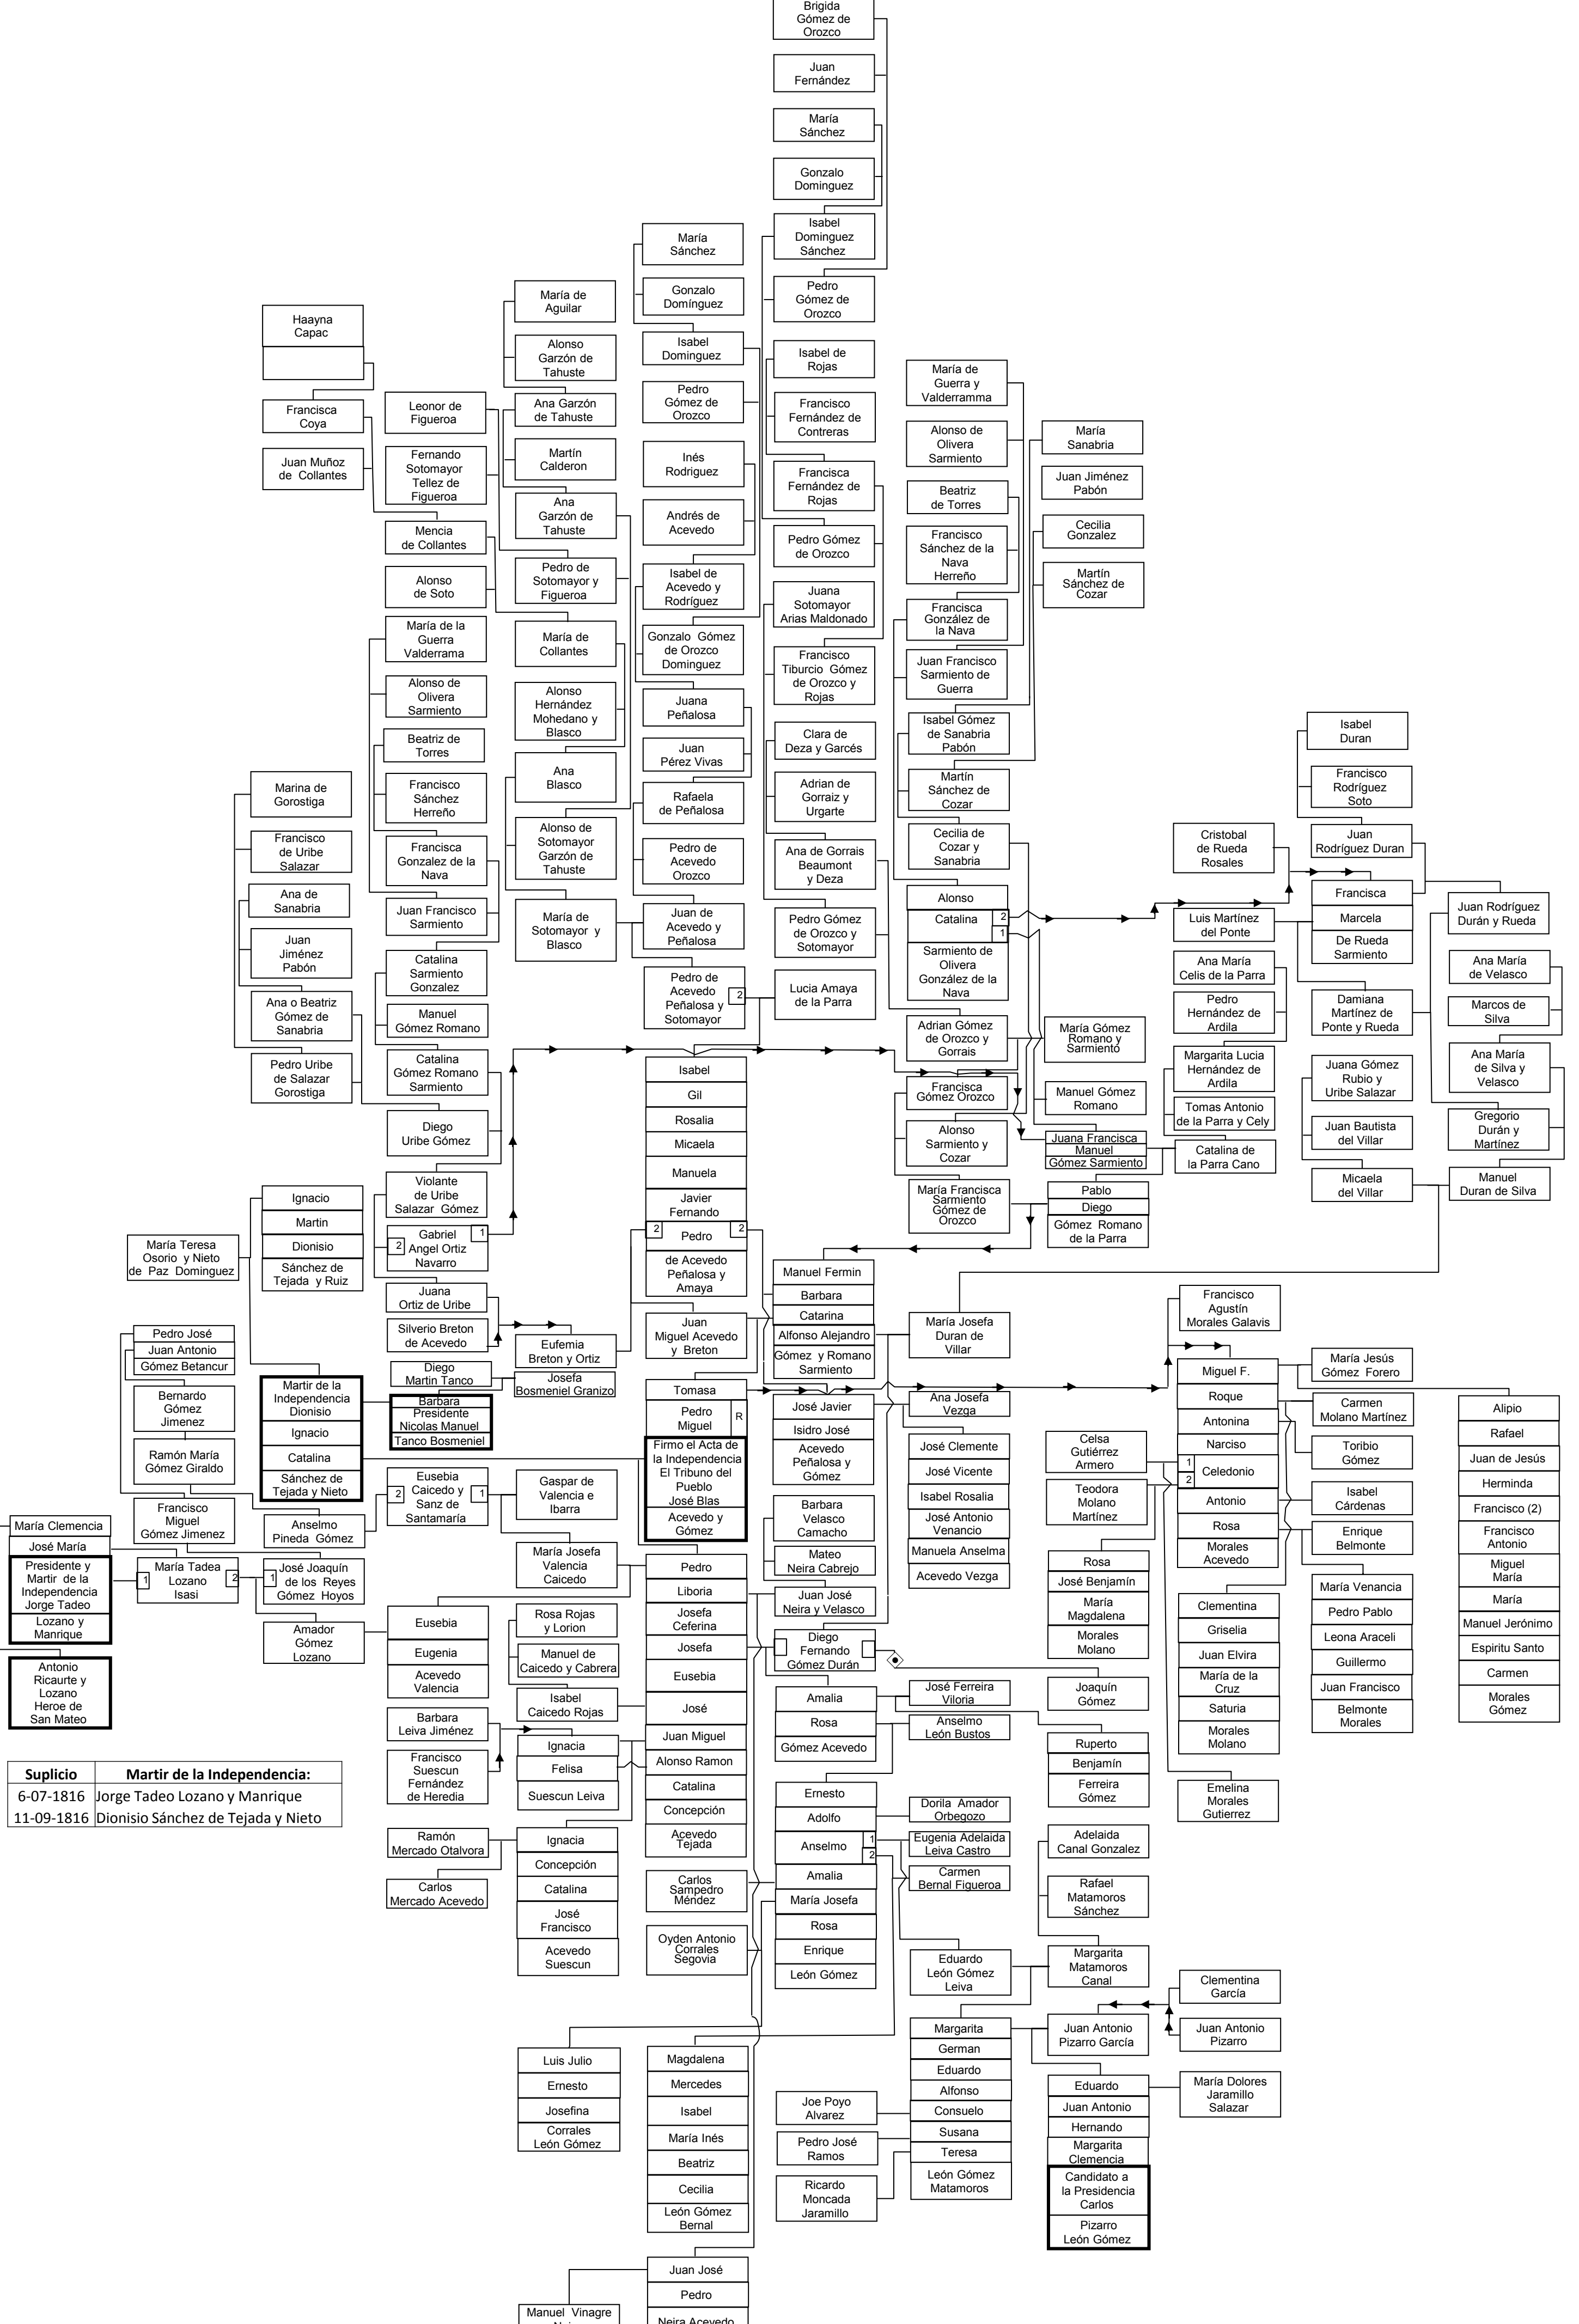 Brigida
Gómez de
Orozco
Juan
Fernández
María
Sánchez
Gonzalo
Dominguez
Isabel
Dominguez
Sánchez
Pedro
Gómez de
Orozco
María
Sánchez
Gonzalo
Domínguez
Isabel
Dominguez
Pedro
Gómez de
Orozco
Inés
Rodriguez
Andrés de
Acevedo
Isabel de
Acevedo y
Rodríguez
Gonzalo Gómez
de Orozco
Dominguez
Juana
Peñalosa
Juan
Pérez Vivas
Rafaela
de Peñalosa
Pedro de
Acevedo
Orozco
Juan de
Acevedo y
Peñalosa
Pedro de
Acevedo
Peñalosa y
Sotomayor
2
María de
Aguilar
Alonso
Garzón de
Tahuste
Ana Garzón
de Tahuste
Martín
Calderon
Ana
Garzón de
Tahuste
Pedro de
Sotomayor y
Figueroa
María de
Collantes
Alonso
Hernández
Mohedano y
Blasco
Ana
Blasco
Alonso de
Sotomayor
Garzón de
Tahuste
María de
Sotomayor y
Blasco
Haayna
Capac
Francisca
Coya
Juan Muñoz
de Collantes
Leonor de
Figueroa
Fernando
Sotomayor
Tellez de
Figueroa
Mencia
de Collantes
Alonso
de Soto
María de la
Guerra
Valderrama
Alonso de
Olivera
Sarmiento
Beatriz de
Torres
Francisco
Sánchez
Herreño
Francisca
Gonzalez de la
Nava
Juan Francisco
Sarmiento
Catalina
Sarmiento
Gonzalez
Manuel
Gómez Romano
Catalina
Gómez Romano
Sarmiento
Diego
Uribe Gómez
Violante
de Uribe
Salazar Gómez
Gabriel
Angel Ortiz
Navarro
1
2
Juana
Ortiz de Uribe
Silverio Breton
de Acevedo
Eufemia
Breton y Ortiz
Marina de
Gorostiga
Francisco
de Uribe
Salazar
Ana de
Sanabria
Juan
Jiménez
Pabón
Ana o Beatriz
Gómez de
Sanabria
Pedro Uribe
de Salazar
Gorostiga
Isabel de
Rojas
Francisco
Fernández de
Contreras
Francisca
Fernández de
Rojas
Pedro Gómez
de Orozco
Juana
Sotomayor
Arias Maldonado
Francisco
Tiburcio Gómez
de Orozco y
Rojas
Clara de
Deza y Garcés
Adrian de
Gorraiz y
Urgarte
Ana de Gorrais
Beaumont
y Deza
Pedro Gómez
de Orozco y
Sotomayor
Lucia Amaya
de la Parra
María de
Guerra y
Valderramma
Alonso de
Olivera
Sarmiento
Beatriz
de Torres
Francisco
Sánchez de la
Nava
Herreño
Francisca
González de
la Nava
Juan Francisco
Sarmiento de
Guerra
Isabel Gómez
de Sanabria
Pabón
Martín
Sánchez de
Cozar
Cecilia de
Cozar y
Sanabria
Alonso
Catalina
2
1
Sarmiento de
Olivera
González de la
Nava
Adrian Gómez
de Orozco y
Gorrais
Francisca
Gómez Orozco
Alonso
Sarmiento y
Cozar
María Francisca
Sarmiento
Gómez de
Orozco
María
Sanabria
Juan Jiménez
Pabón
Cecilia
Gonzalez
Martín
Sánchez de
Cozar
María Gómez
Romano y
Sarmiento
Manuel Gómez
Romano
Juana Francisca
Manuel
Gómez Sarmiento
Pablo
Diego
Gómez Romano
de la Parra
Cristobal
de Rueda
Rosales
Luis Martínez
del Ponte
Ana María
Celis de la Parra
Pedro
Hernández de
Ardila
Margarita Lucia
Hernández de
Ardila
Tomas Antonio
de la Parra y Cely
Catalina de
la Parra Cano
Isabel
Duran
Francisco
Rodríguez
Soto
Juan
Rodríguez Duran
Francisca
Marcela
De Rueda
Sarmiento
Damiana
Martínez de
Ponte y Rueda
Juana Gómez
Rubio y
Uribe Salazar
Juan Bautista
del Villar
Micaela
del Villar
Juan Rodríguez
Durán y Rueda
Ana María
de Velasco
Marcos de
Silva
Ana María
de Silva y
Velasco
Gregorio
Durán y
Martínez
Manuel
Duran de Silva
Isabel
Gil
Rosalia
Micaela
Manuela
Javier
Fernando
2
Pedro
2
de Acevedo
Peñalosa y
Amaya
Juan
Miguel Acevedo
y Breton
Manuel Fermin
Barbara
Catarina
Alfonso Alejandro
Gómez y Romano
Sarmiento
María Josefa
Duran de
Villar
María Teresa
Osorio y Nieto
de Paz Dominguez
Ignacio
Martin
Dionisio
Sánchez de
Tejada y Ruiz
Pedro José
Juan Antonio
Gómez Betancur
Bernardo
Gómez
Jimenez
Ramón María
Gómez Giraldo
Francisco
Miguel
Gómez Jimenez
Anselmo
Pineda Gómez
Martir de la
Independencia
Dionisio
Ignacio
Catalina
Sánchez de
Tejada y Nieto
Diego
Martin Tanco
Josefa
Bosmeniel Granizo
Barbara
Presidente
Nicolas Manuel
Tanco Bosmeniel
Eusebia
Caicedo y
Sanz de
Santamaría
2
1
Gaspar de
Valencia e
Ibarra
María Josefa
Valencia
Caicedo
Tomasa
Pedro
Miguel
R
Firmo el Acta de
la Independencia
El Tribuno del
Pueblo
José Blas
Acevedo y
Gómez
José Javier
Isidro José
Acevedo
Peñalosa y
Gómez
Ana Josefa
Vezga
José Clemente
José Vicente
Isabel Rosalia
José Antonio
Venancio
Manuela Anselma
Acevedo Vezga
Barbara
Velasco
Camacho
Mateo
Neira Cabrejo
Juan José
Neira y Velasco
Diego
Fernando
Gómez Durán
Francisco
Agustín
Morales Galavis
Miguel F.
Roque
Antonina
Narciso
1
2
Celedonio
Antonio
Rosa
Morales
Acevedo
María Jesús
Gómez Forero
Carmen
Molano Martínez
Toribio
Gómez
Isabel
Cárdenas
Enrique
Belmonte
Celsa
Gutiérrez
Armero
Teodora
Molano
Martínez
Rosa
José Benjamín
María
Magdalena
Morales
Molano
Clementina
Griselia
Juan Elvira
María de la
Cruz
Saturia
Morales
Molano
María Venancia
Pedro Pablo
Leona Araceli
Guillermo
Juan Francisco
Belmonte
Morales
Alipio
Rafael
Juan de Jesús
Herminda
Francisco (2)
Francisco
Antonio
Miguel
María
María
Manuel Jerónimo
Espiritu Santo
Carmen
Morales
Gómez
Emelina
Morales
Gutierrez
María Clemencia
José María
Presidente y
Martir de la
Independencia
Jorge Tadeo
Lozano y
Manrique
Antonio
Ricaurte y
Lozano
Heroe de
San Mateo
1
María Tadea
Lozano
Isasi
2
1
José Joaquín
de los Reyes
Gómez Hoyos
Amador
Gómez
Lozano
Eusebia
Eugenia
Acevedo
Valencia
Rosa Rojas
y Lorion
Manuel de
Caicedo y Cabrera
Isabel
Caicedo Rojas
Barbara
Leiva Jiménez
Francisco
Suescun
Fernández
de Heredia
Ignacia
Felisa
Suescun Leiva
Pedro
Liboria
Josefa
Ceferina
Josefa
Eusebia
José
Juan Miguel
Alonso Ramon
Catalina
Concepción
Acevedo
Tejada
Ramón
Mercado Otalvora
Carlos
Mercado Acevedo
Ignacia
Concepción
Catalina
José
Francisco
Acevedo
Suescun
Amalia
Rosa
Gómez Acevedo
José Ferreira
Viloria
Anselmo
León Bustos
Joaquín
Gómez
Ruperto
Benjamín
Ferreira
Gómez
Ernesto
Adolfo
Anselmo
1
2
Amalia
María Josefa
Rosa
Enrique
León Gómez
Dorila Amador
Orbegozo
Eugenia Adelaida
Leiva Castro
Carmen
Bernal Figueroa
Carlos
Sampedro
Méndez
Oyden Antonio
Corrales
Segovia
Adelaida
Canal Gonzalez
Rafael
Matamoros
Sánchez
Margarita
Matamoros
Canal
Eduardo
León Gómez
Leiva
Clementina
García
Juan Antonio
Pizarro
Juan Antonio
Pizarro García
Margarita
German
Eduardo
Alfonso
Consuelo
Susana
Teresa
León Gómez
Matamoros
Joe Poyo
Alvarez
Pedro José
Ramos
Ricardo
Moncada
Jaramillo
Eduardo
Juan Antonio
Hernando
Margarita
Clemencia
Candidato a
la Presidencia
Carlos
Pizarro
León Gómez
María Dolores
Jaramillo
Salazar
Luis Julio
Ernesto
Josefina
Corrales
León Gómez
Magdalena
Mercedes
Isabel
María Inés
Beatriz
Cecilia
León Gómez
Bernal
Juan José
Pedro
Neira Acevedo
Manuel Vinagre
Suplicio Martir de la Independencia:
6-07-1816 Jorge Tadeo Lozano y Manrique
11-09-1816 Dionisio Sánchez de Tejada y Nieto